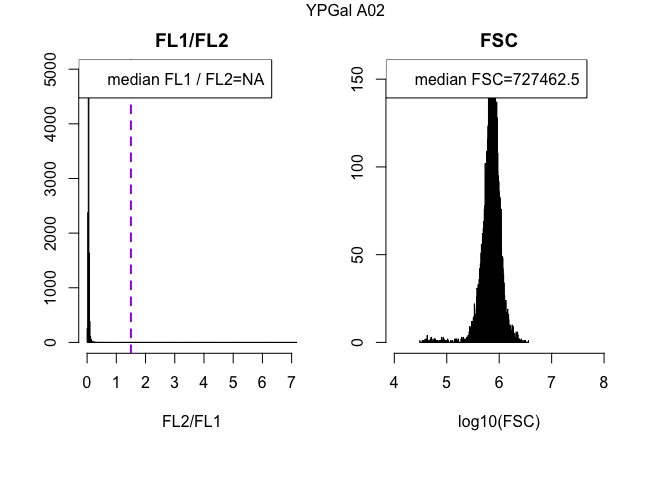 YPGal A02
FL1/FL2
FSC
median FL1 / FL2=NA
median FSC=727462.5
0
1000
2000
3000
4000
5000
0 1 2 3 4 5 6 7
FL2/FL1
0
50
100
150
4 5 6 7 8
log10(FSC)